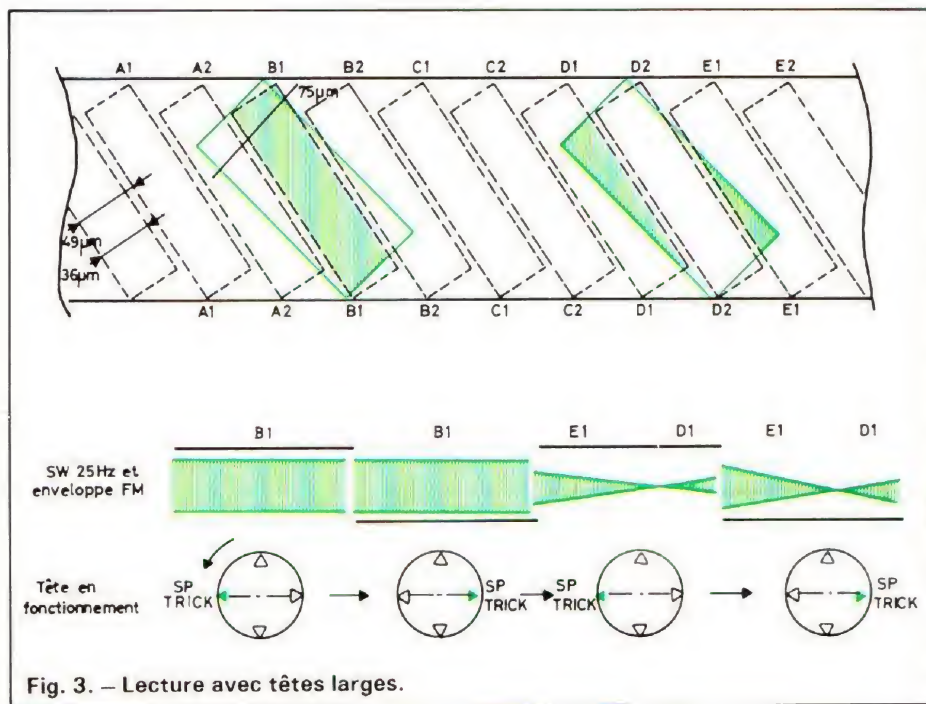 A1 A2 B1 B2 C1 C2 D1 D2 E1 E2
75µm
49µm
36µm
A1 A2 B1 B2 C1 C2 D1 D2 E1
B1 B1 E1 D1 E1 D1
SW 25Hz et
enveloppe FM
Tête en
fonctionnement
SP
TRICK
SP
TRICK
SP
TRICK
SP
TRICK
Fig. 3. – Lecture avec têtes larges.